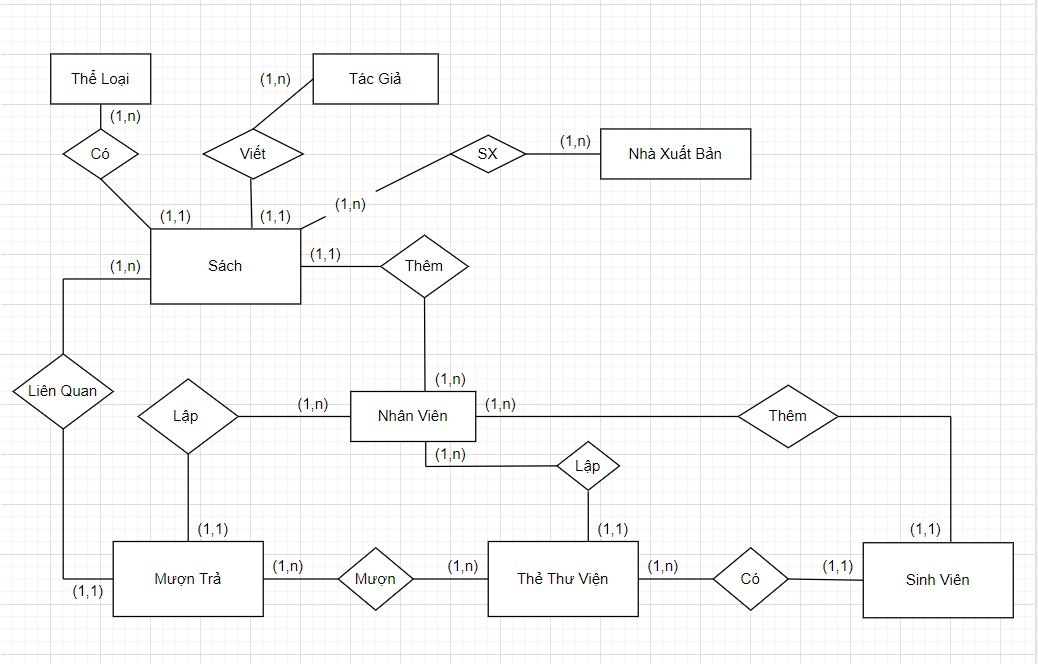 Thể Loại
(1,n)
Tác Giả
(1,n)
Có
Viết
SX
(1,n)
Nhà Xuất Bản
(1,n)
(1,1)
(1,1)
(1,n)
Sách
(1,1)
Thêm
Liên Quan
(1,n)
Lập
(1,n)
Nhân Viên
(1,n)
Thêm
(1,n)
Lập
(1,1)
(1,1)
(1,1)
(1,1)
Mượn Trả
(1,n)
Mượn
(1,n)
Thẻ Thư Viện
(1,n)
Có
(1,1)
Sinh Viên